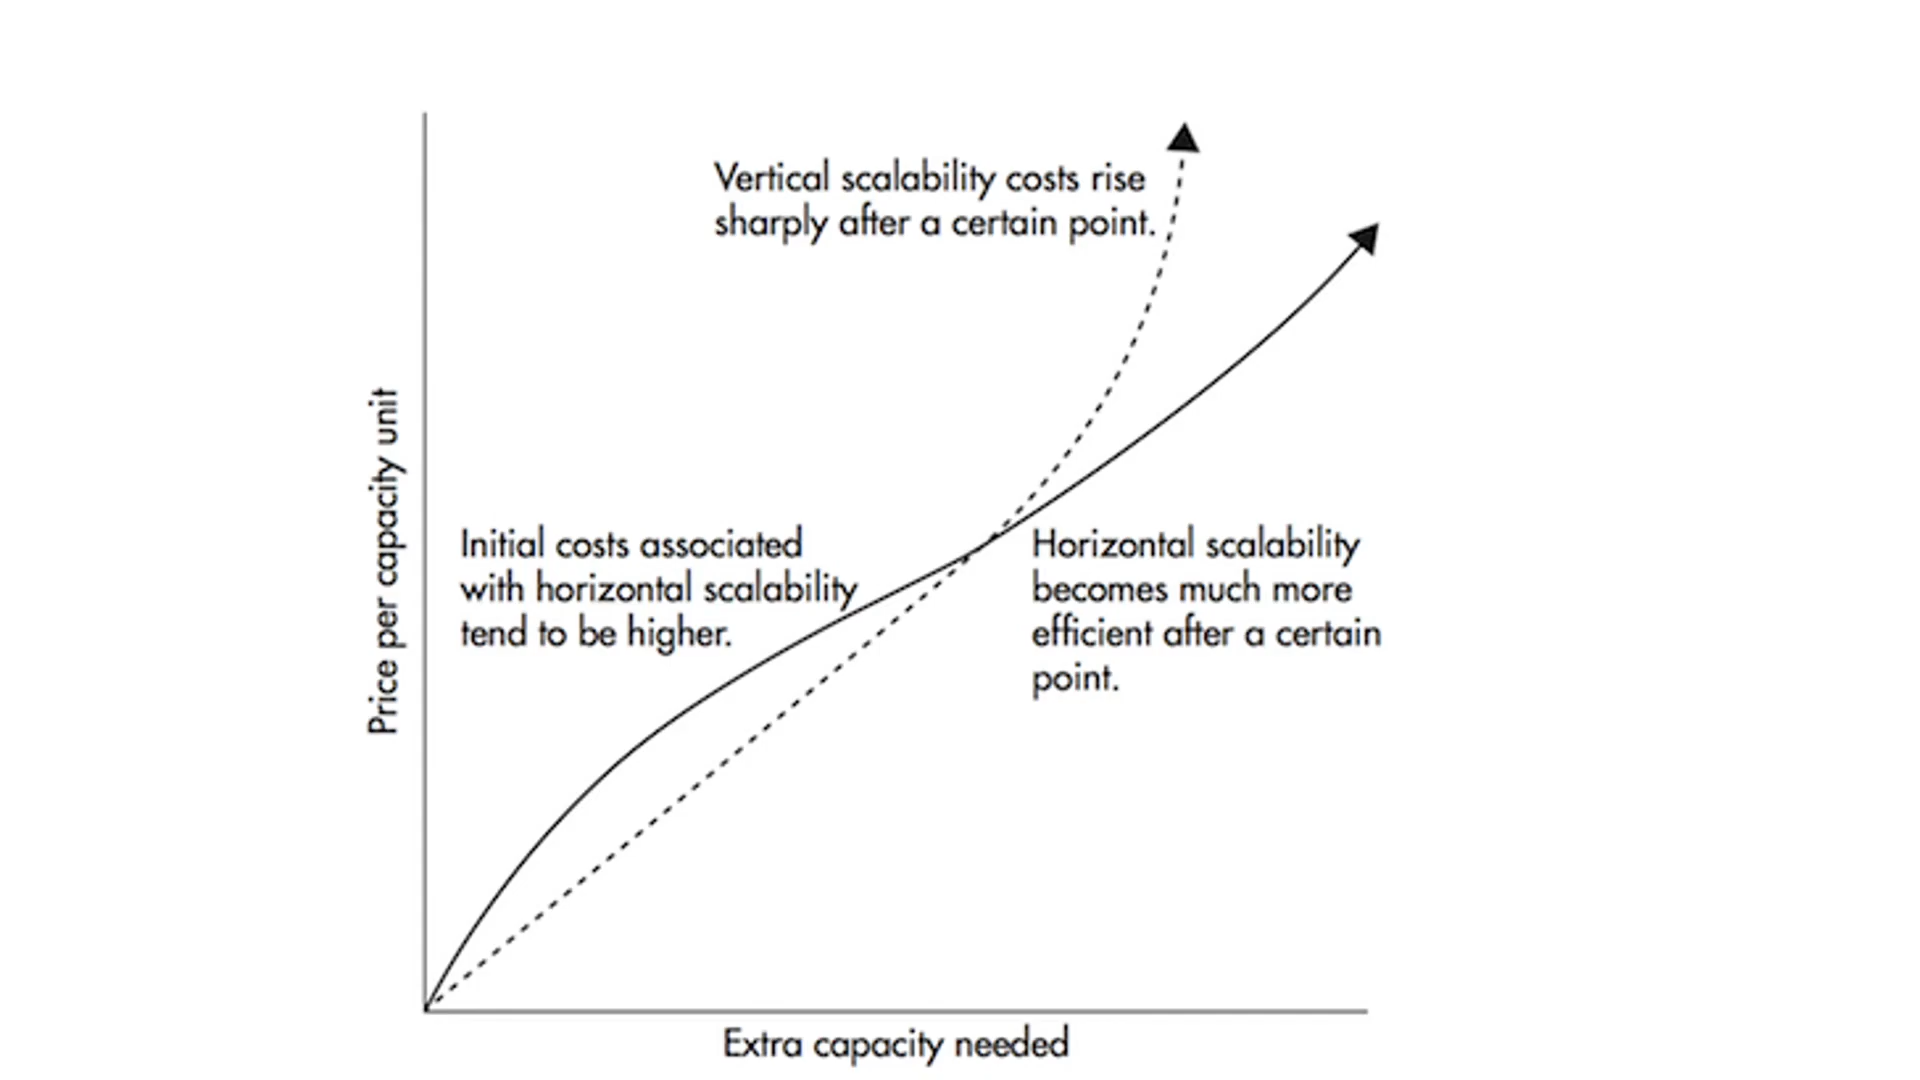 Vertical scalability costs rise
sharply after a certain point.
Price per capacity unit
Initial costs associated
with horizontal scalability
tend to be higher.
Horizontal scalability
becomes much more
efficient after a certain
point.
Extra capacity needed